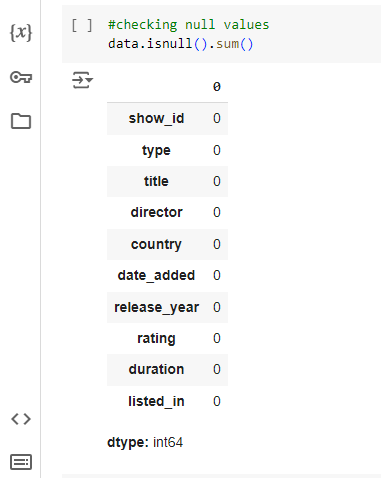 [ ] #checking null values
data.isnull().sum()
{x}
0
show_id 0
type 0
title 0
director 0
country 0
date_added 0
release_year 0
rating 0
duration 0
listed_in 0
dtype: int64